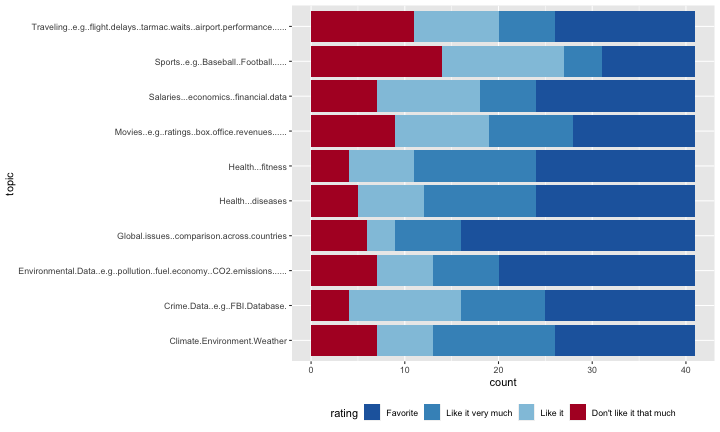 Traveling..e.g..flight.delays..tarmac.waits..airport.performance......
Sports..e.g..Baseball..Football......
Salaries...economics..financial.data
Movies..e.g..ratings..box.office.revenues......
Health...fitness
Health...diseases
Global.issues..comparison.across.countries
Environmental.Data..e.g..pollution..fuel.economy..CO2.emissions......
Crime.Data..e.g..FBI.Database.
Climate.Environment.Weather
topic
0 10 20 30 40
count
rating Favorite Like it very much Like it Don't like it that much